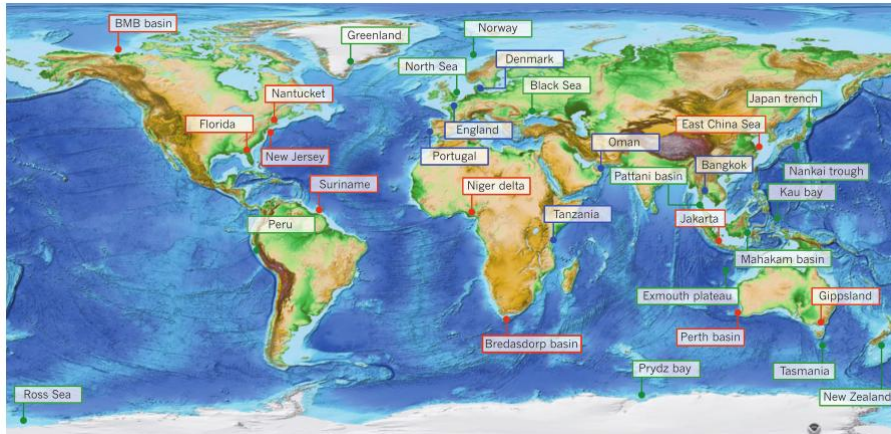 BMB basin
Norway
Greenland
Denmark
North Sea
Black Sea
Nantucket
Japan trench
Florida
East China Sea
England
Oman
New Jersey
Portugal
Bangkok
Pattani basin
Nankai trough
Suriname
Niger delta
Kau bay
Peru
Tanzania
Jakarta
Mahakam basin
Exmouth plateau
Gippsland
Perth basin
Bredasdorp basin
Prydz bay
Tasmania
Ross Sea
New Zealand